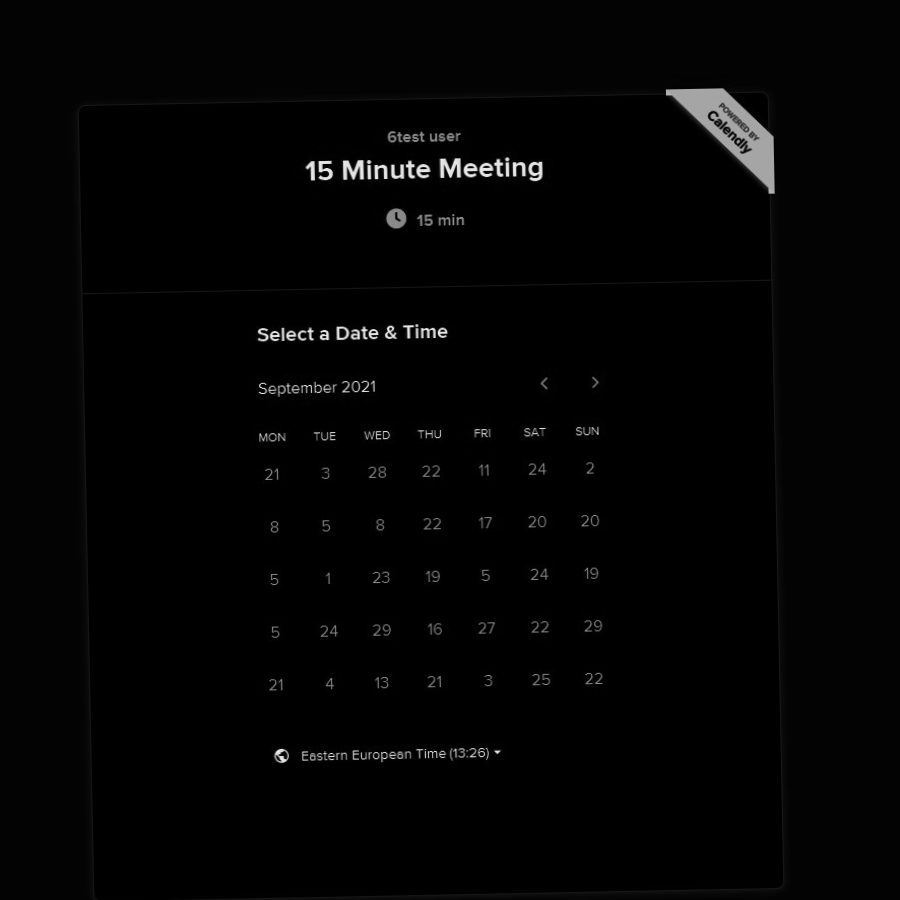 POWERED BY
Calendly
6test user
15 Minute Meeting
15 min
Select a Date & Time
September 2021
MON TUE WED THU FRI SAT SUN
21 3 28 22 11 24 2
8 5 8 22 17 20 20
5 1 23 19 5 24 19
5 24 29 16 27 22 29
21 4 13 21 3 25 22
Eastern European Time (13:26)